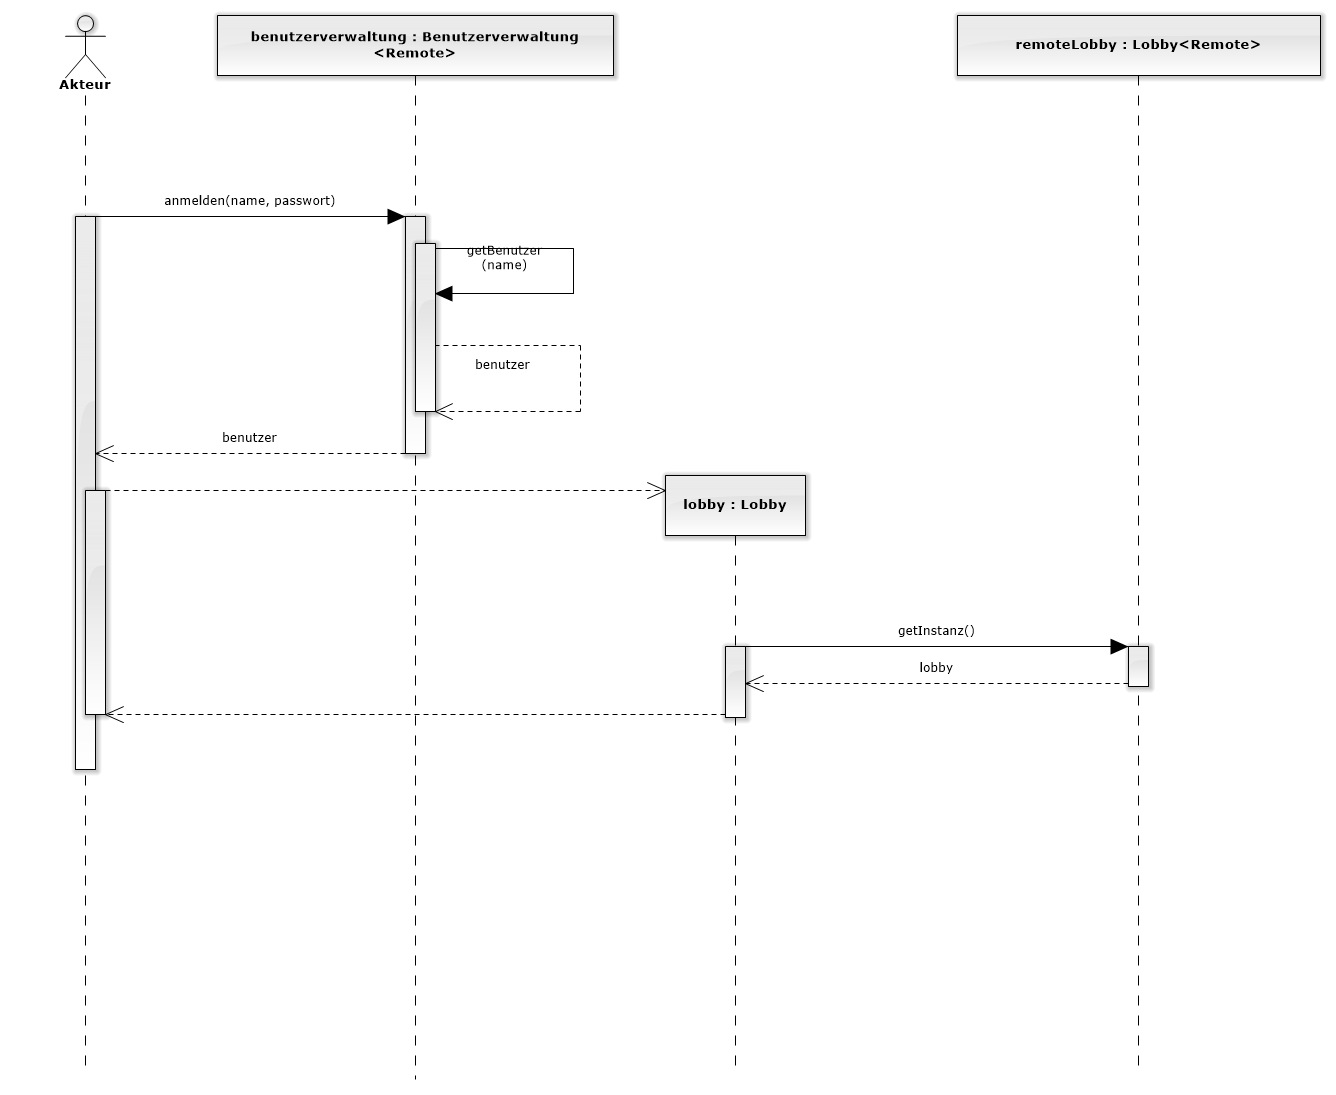 Akteur
benutzerverwaltung : Benutzerverwaltung
<Remote>
remoteLobby : Lobby<Remote>
anmelden(name, passwort)
getBenutzer
(name)
benutzer
benutzer
lobby : Lobby
getInstanz()
lobby